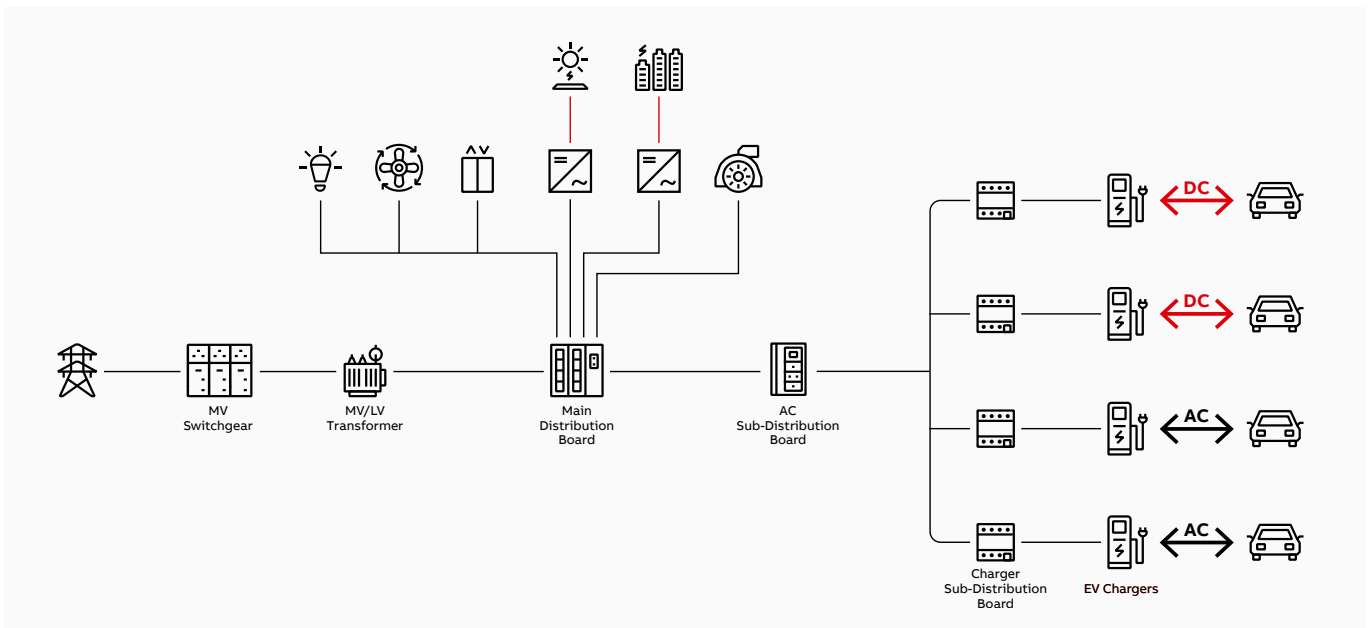 DC
DC
MV
Switchgear
MV/LV
Transformer
Main
Distribution
Board
AC
Sub-Distribution
Board
AC
AC
Charger
Sub-Distribution
Board
EV Chargers